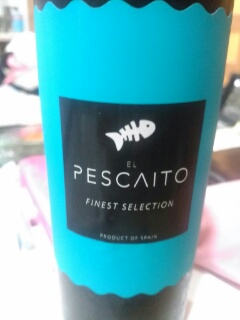 EL
PESCAITO
FINEST SELECTION
PRODUCT OF SPAIN